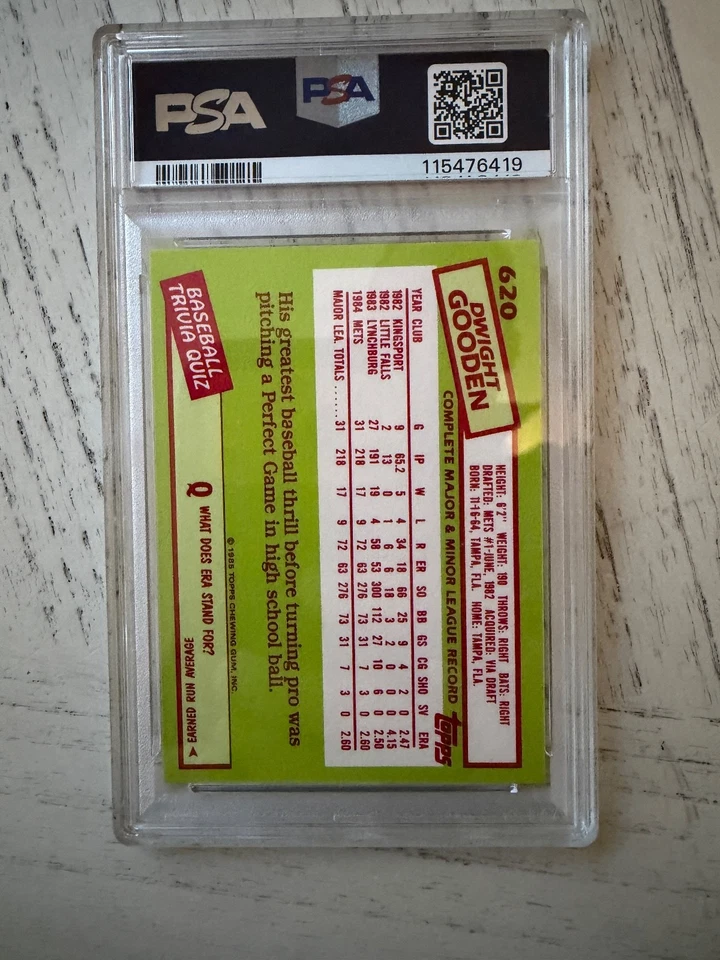 PSA
PSA
115476419
620
DWIGHT
GOODEN
HEIGHT: 6'2" WEIGHT: 190 THROWS: RIGHT BATS: RIGHT
DRAFTED: METS #1-JUNE, 1982 ACQUIRED: VIA DRAFT
BORN: 11-16-64, TAMPA, FLA. HOME: TAMPA, FLA.
COMPLETE MAJOR & MINOR LEAGUE RECORD
topps
YEAR CLUB G IP W L R ER SO BB GS CG SHO SV ERA
1982 KINGSPORT 9 65.2 5 4 34 18 66 25 9 4 2 0 2.47
1982 LITTLE FALLS 2 13 0 1 6 6 18 3 2 0 0 0 4.15
1983 LYNCHBURG 27 191 19 4 58 53 300 112 27 10 6 0 2.50
1984 METS 31 218 17 9 72 63 276 73 31 7 3 0 2.60
MAJOR LEA. TOTALS ...... 31 218 17 9 72 63 276 73 31 7 3 0 2.60
His greatest baseball thrill before turning pro was
pitching a Perfect Game in high school ball.
© 1985 TOPPS CHEWING GUM, INC.
BASEBALL
TRIVIA QUIZ
Q WHAT DOES ERA STAND FOR?
EARNED RUN AVERAGE